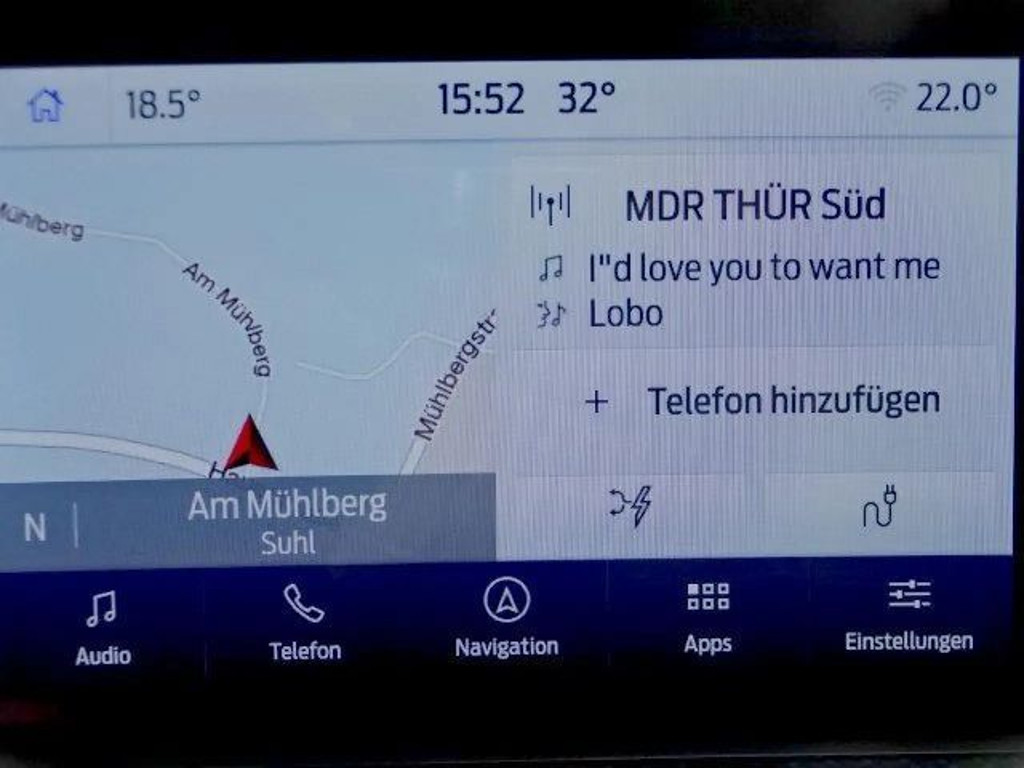 18.5°
15:52 32°
22.0°
Mühlberg
Am Mühlberg
Mühlbergstr
MDR THÜR Süd
I"d love you to want me
Lobo
+ Telefon hinzufügen
N
Am Mühlberg
Suhl
Audio
Telefon
Navigation
Apps
Einstellungen